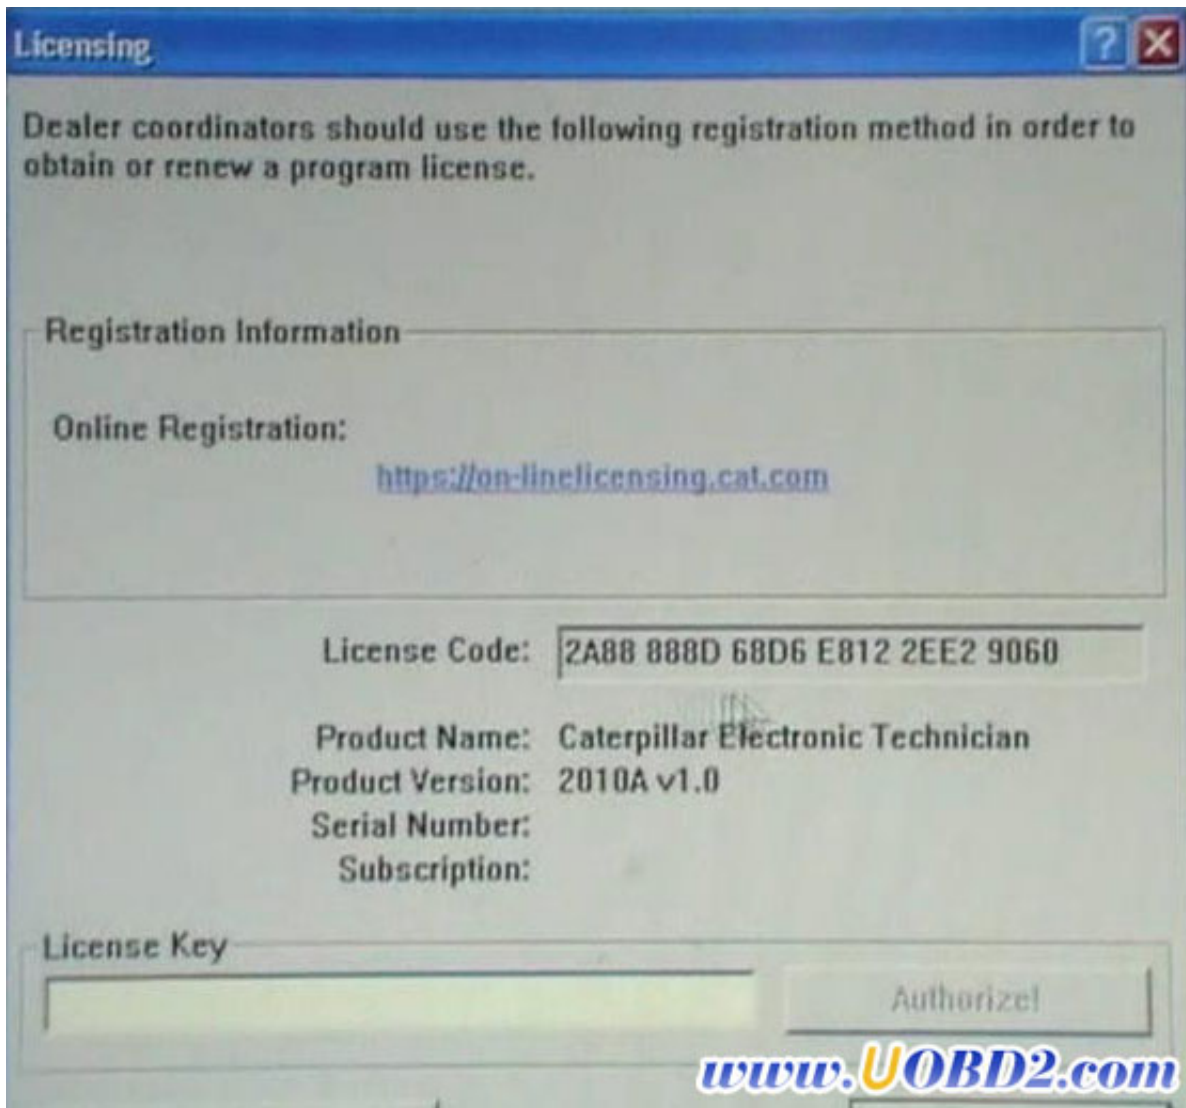 Licensing
Dealer coordinators should use the following registration method in order to
obtain or renew a program license.
Registration Information
Online Registration:
https://on-linelicensing.cat.com
License Code: 2A88 888D 68D6 E812 2EE2 9060
Product Name: Caterpillar Electronic Technician
Product Version: 2010A v1.0
Serial Number:
Subscription:
License Key
Authorize!
www.UOBD2.com